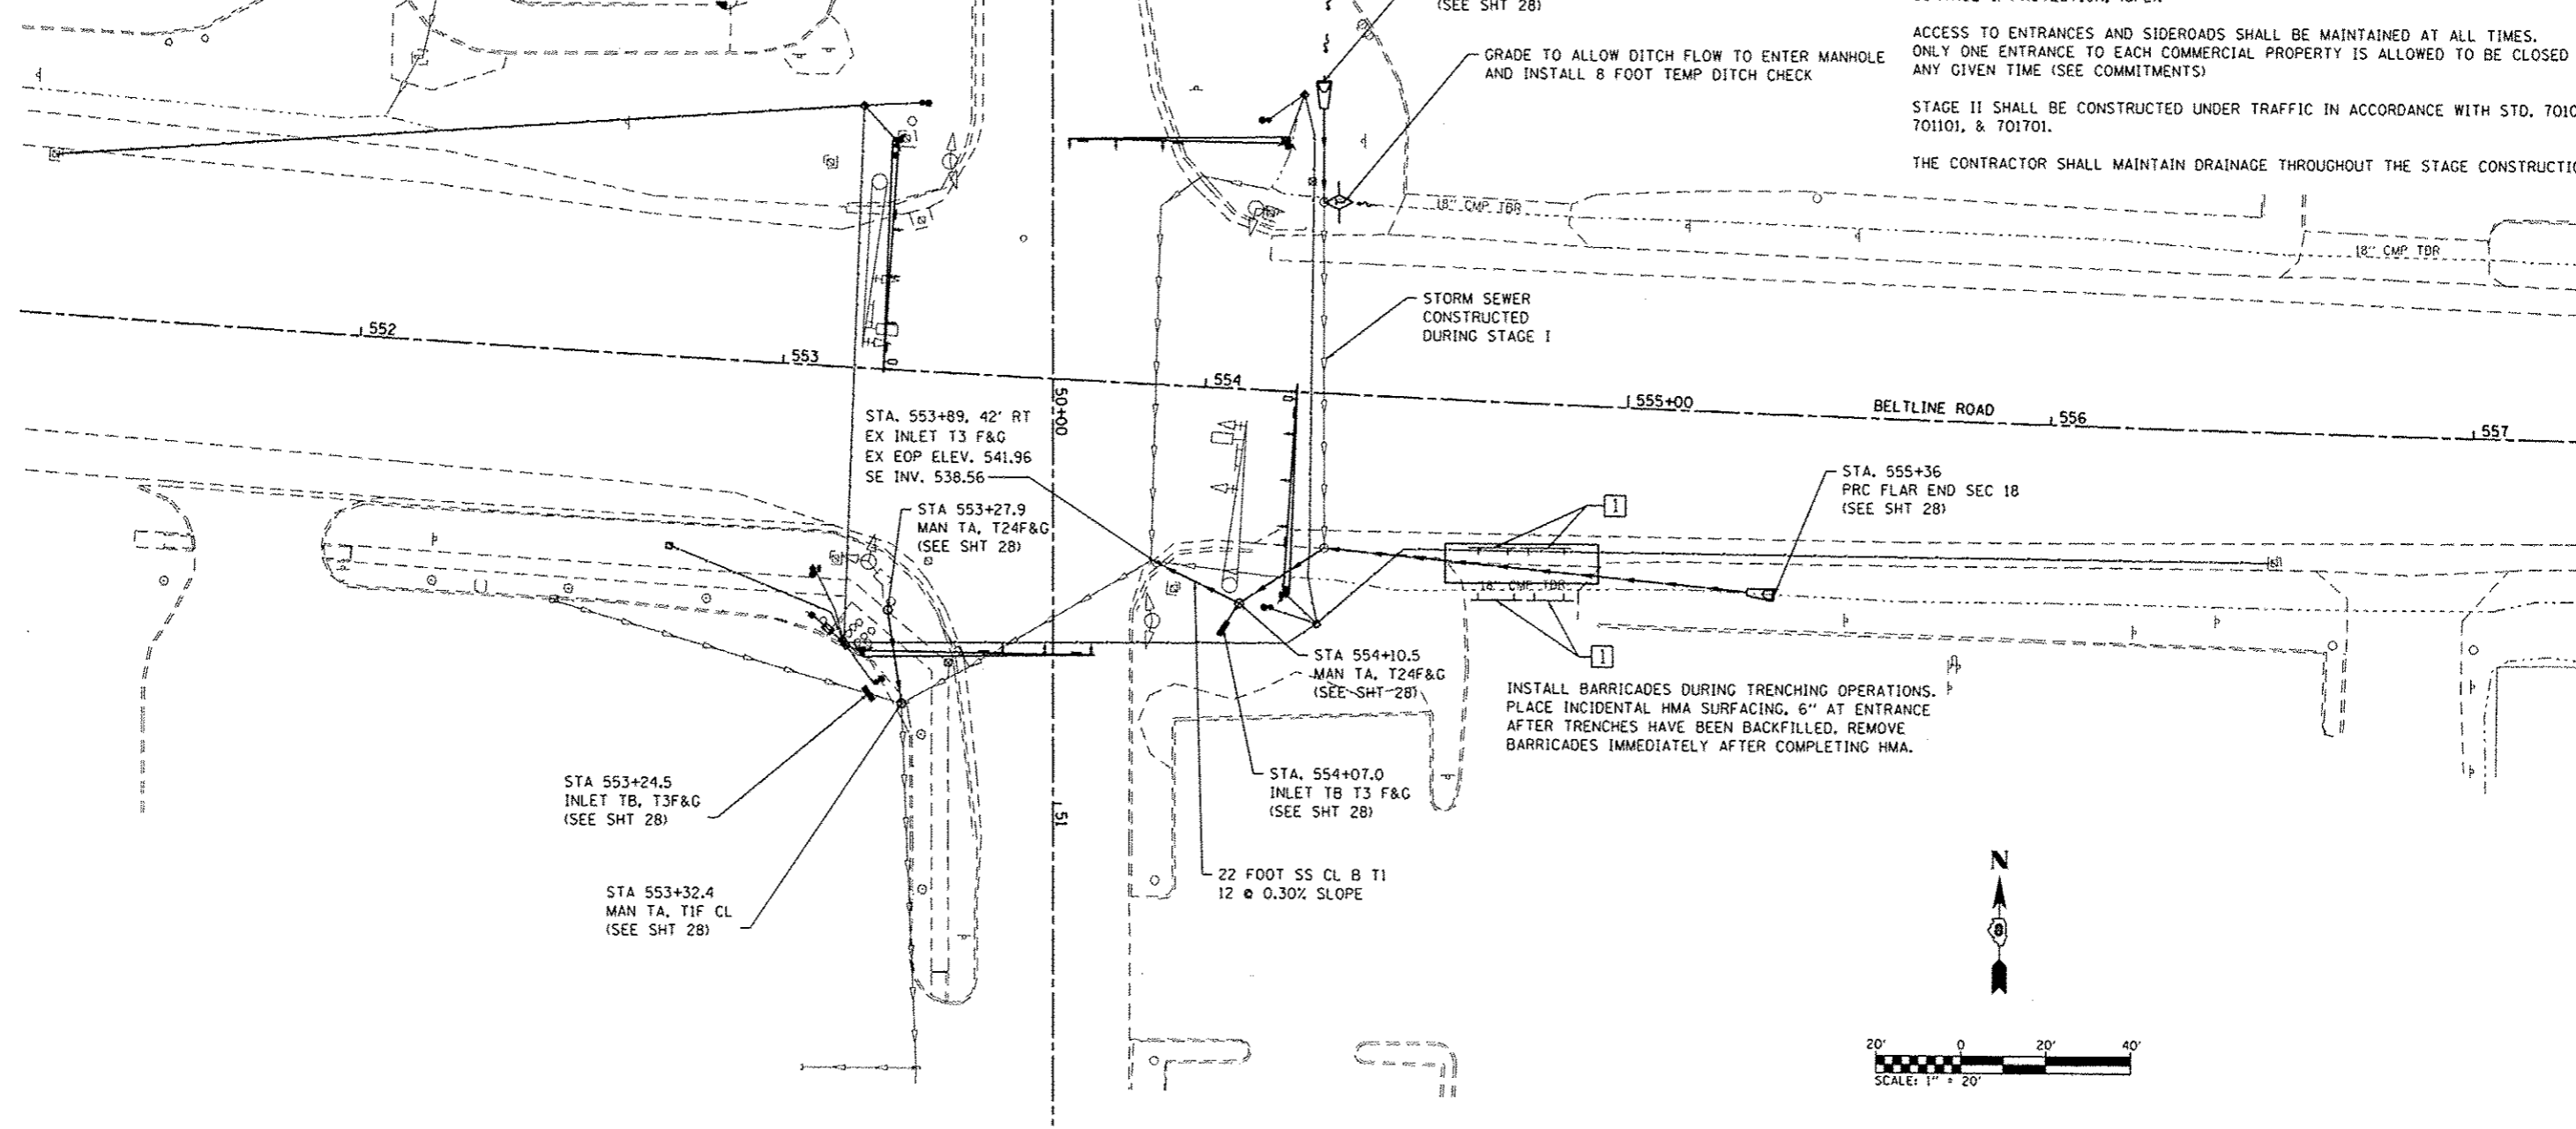 (SEE SHT 28)
GRADE TO ALLOW DITCH FLOW TO ENTER MANHOLE
AND INSTALL 8 FOOT TEMP DITCH CHECK
ACCESS TO ENTRANCES AND SIDEROADS SHALL BE MAINTAINED AT ALL TIMES.
ONLY ONE ENTRANCE TO EACH COMMERCIAL PROPERTY IS ALLOWED TO BE CLOSED
ANY GIVEN TIME (SEE COMMITMENTS)
STAGE II SHALL BE CONSTRUCTED UNDER TRAFFIC IN ACCORDANCE WITH STD. 
701101, & 701701.
THE CONTRACTOR SHALL MAINTAIN DRAINAGE THROUGHOUT THE STAGE
18" CMP TBR
18" CMP TBR
STORM SEWER
CONSTRUCTED
DURING STAGE I
552
553
554
555+00
BELTLINE ROAD
556
557
50+00
STA. 553+89, 42' RT
EX INLET T3 F&G
EX EOP ELEV. 541.96
SE INV. 538.56
STA 553+27.9
MAN TA, T24F&G
(SEE SHT 28)
STA. 555+36
PRC FLAR END SEC 18
(SEE SHT 28)
1
18" CMP TBR
1
STA 554+10.5
MAN TA, T24F&G
(SEE SHT 28)
INSTALL BARRICADES DURING TRENCHING OPERATIONS.
PLACE INCIDENTAL HMA SURFACING, 6" AT ENTRANCE
AFTER TRENCHES HAVE BEEN BACKFILLED. REMOVE
BARRICADES IMMEDIATELY AFTER COMPLETING HMA.
STA 553+24.5
INLET TB, T3F&G
(SEE SHT 28)
STA. 554+07.0
INLET TB T3 F&G
(SEE SHT 28)
51
22 FOOT SS CL B T1
12 @ 0.30% SLOPE
STA 553+32.4
MAN TA, T1F CL
(SEE SHT 28)
N
20' 0 20' 40'
SCALE: 1" = 20'